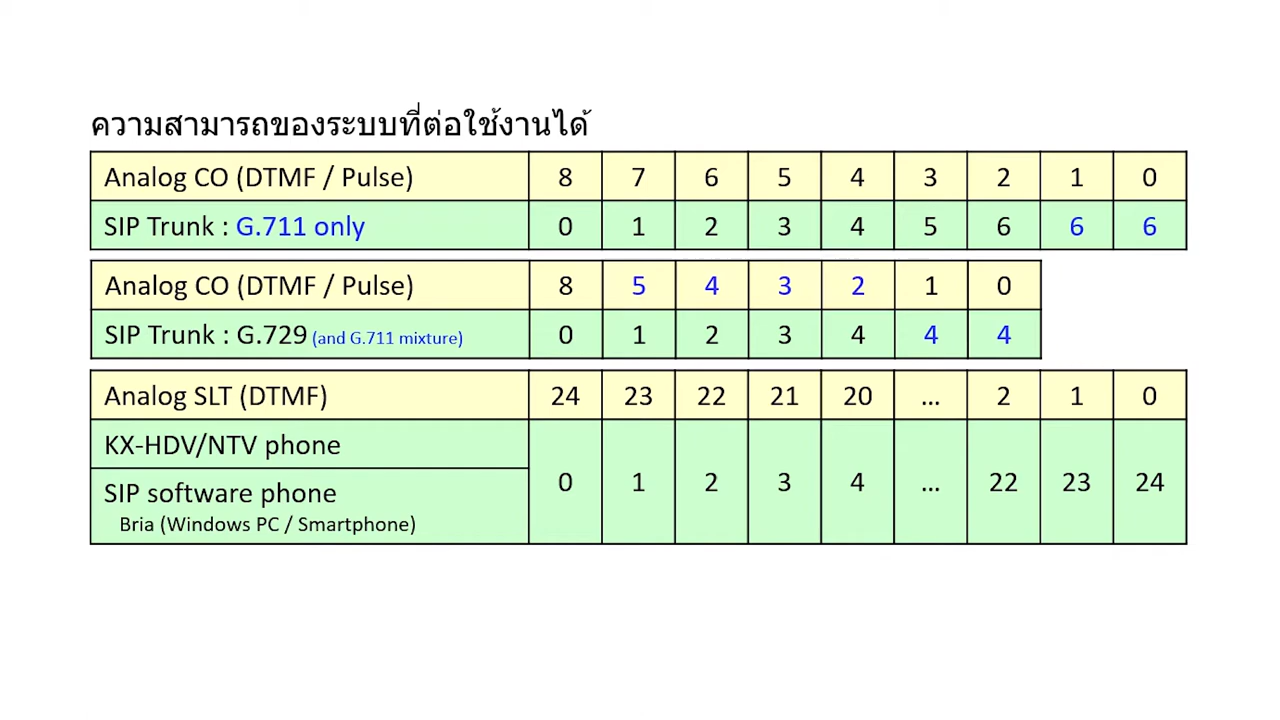 ความสามารถของระบบที่ต่อใช้งานได้
Analog CO (DTMF / Pulse) 8 7 6 5 4 3 2 1 0
SIP Trunk : G.711 only 0 1 2 3 4 5 6 6 6
Analog CO (DTMF / Pulse) 8 5 4 3 2 1 0
SIP Trunk : G.729 (and G.711 mixture) 0 1 2 3 4 4 4
Analog SLT (DTMF) 24 23 22 21 20 ... 2 1 0
KX-HDV/NTV phone
SIP software phone 0 1 2 3 4 ... 22 23 24
Bria (Windows PC / Smartphone)